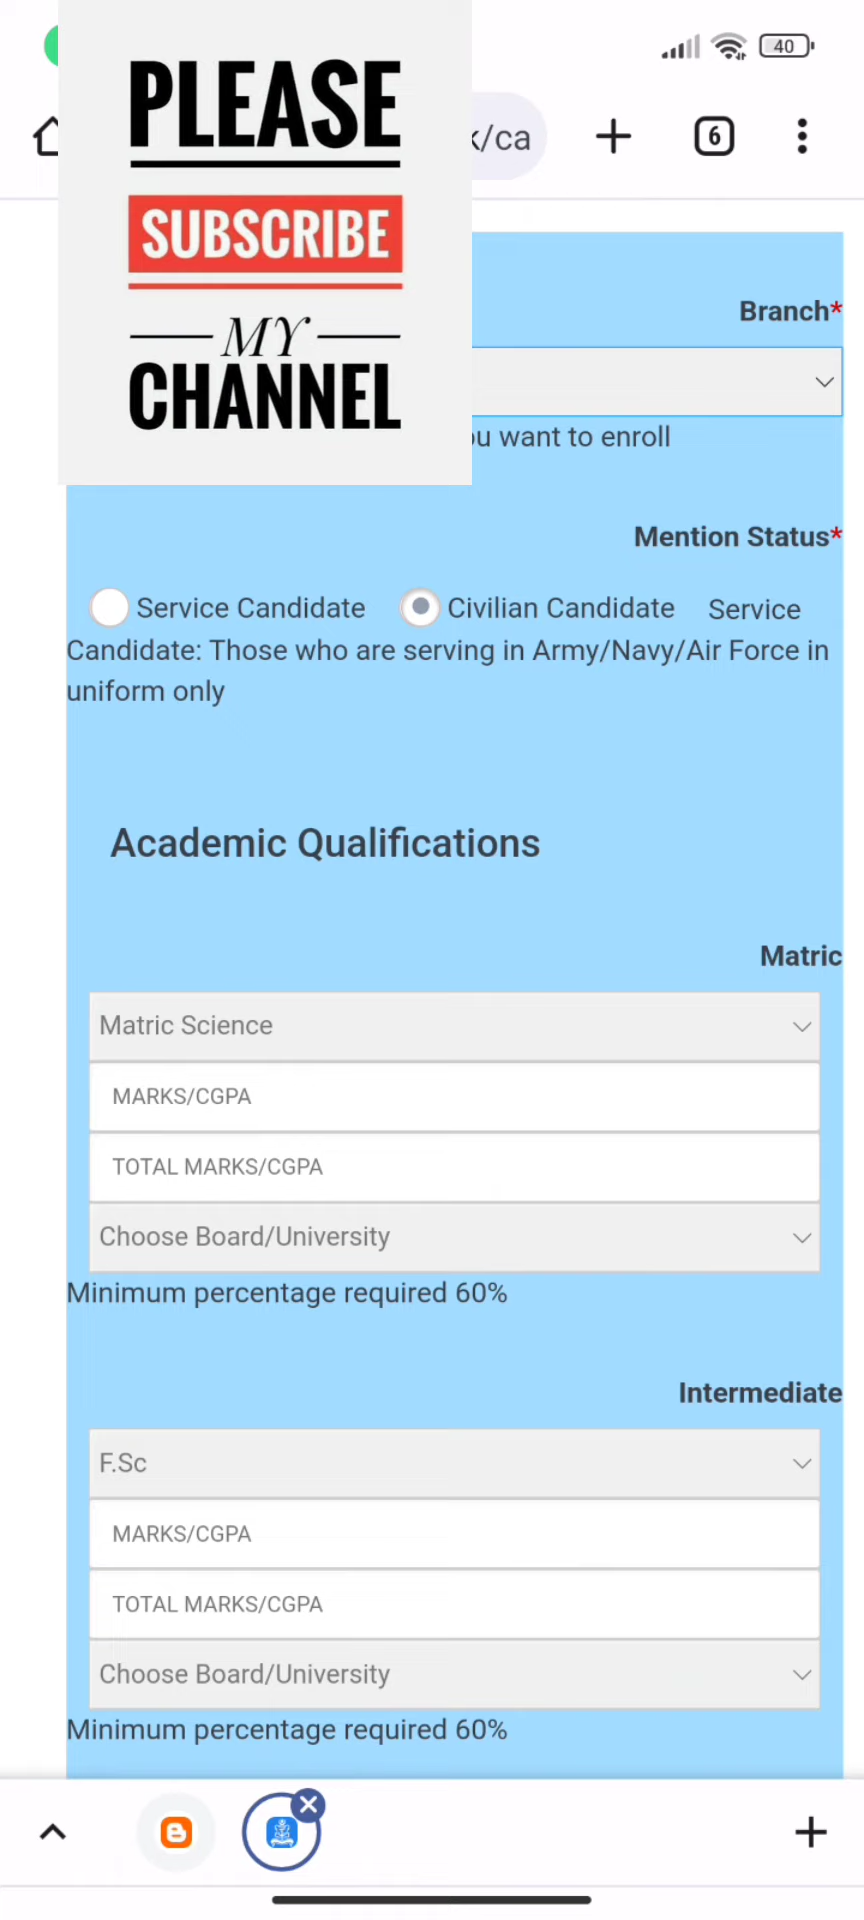 40
PLEASE
SUBSCRIBE
MY
CHANNEL
k/ca
6
Branch*
u want to enroll
Mention Status*
Service Candidate Civilian Candidate Service
Candidate: Those who are serving in Army/Navy/Air Force in
uniform only
Academic Qualifications
Matric
Matric Science
MARKS/CGPA
TOTAL MARKS/CGPA
Choose Board/University
Minimum percentage required 60%
Intermediate
F.Sc
MARKS/CGPA
TOTAL MARKS/CGPA
Choose Board/University
Minimum percentage required 60%